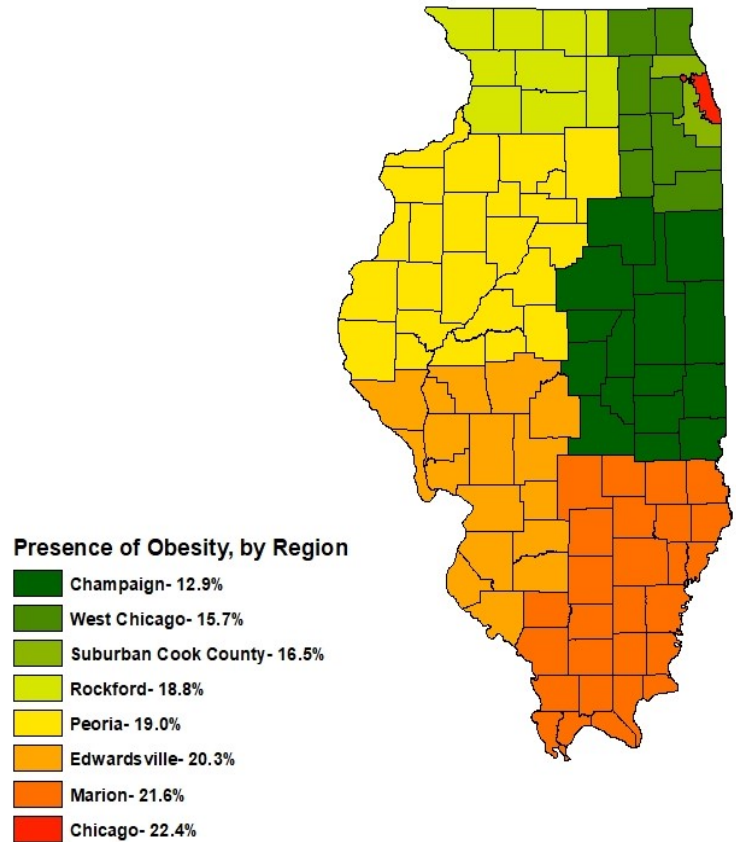 Presence of Obesity, by Region
Champaign- 12.9%
West Chicago- 15.7%
Suburban Cook County- 16.5%
Rockford- 18.8%
Peoria- 19.0%
Edwardsville- 20.3%
Marion- 21.6%
Chicago- 22.4%